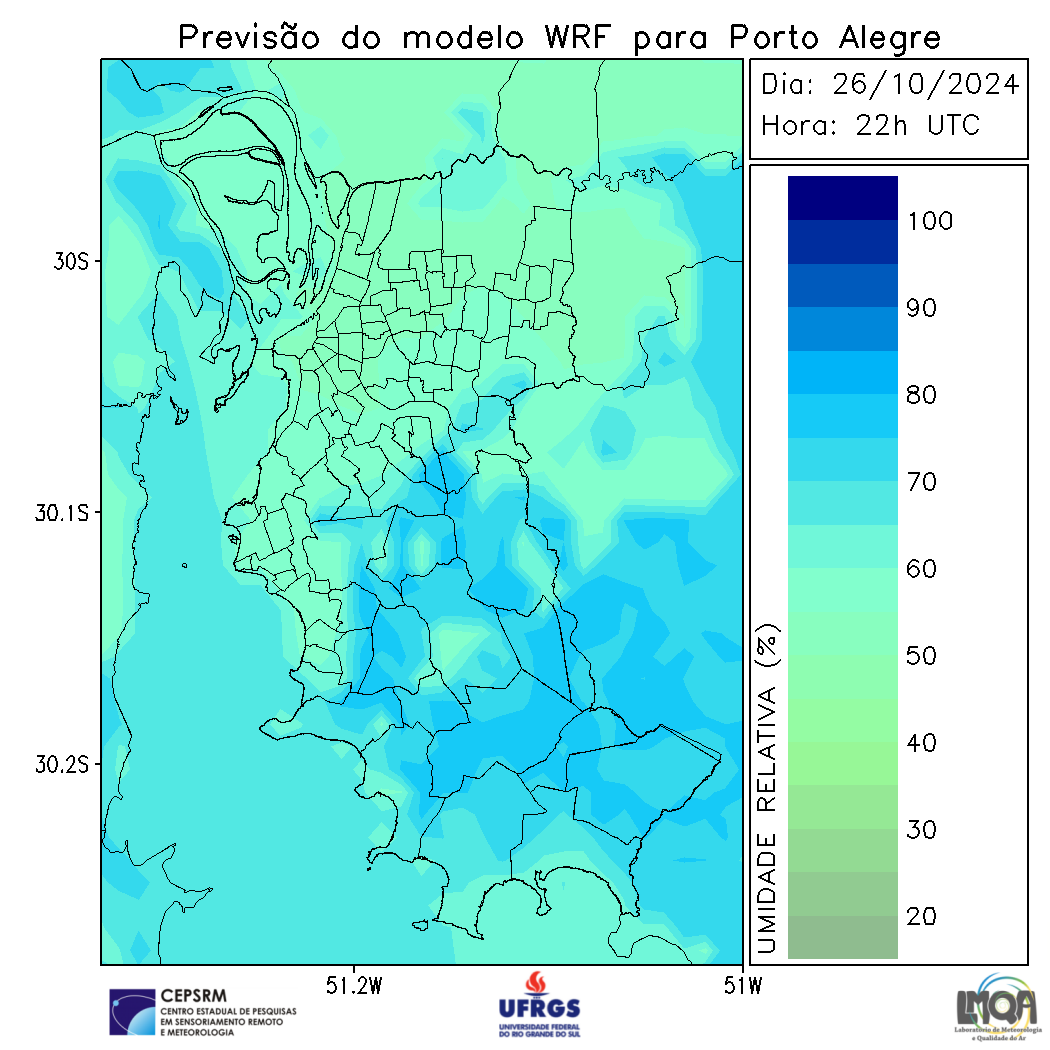 Previsão do modelo WRF para Porto Alegre
Dia: 26/10/2024
Hora: 22h UTC
30S
30.1S
30.2S
51.2W
51W
UMIDADE RELATIVA (%)
100
90
80
70
60
50
40
30
20
CEPSRM
CENTRO ESTADUAL DE PESQUISAS
EM SENSORIAMENTO REMOTO
E METEOROLOGIA
UFRGS
UNIVERSIDADE FEDERAL
DO RIO GRANDE DO SUL
LMQA
Laboratório de Meteorologia
e Qualidade do Ar